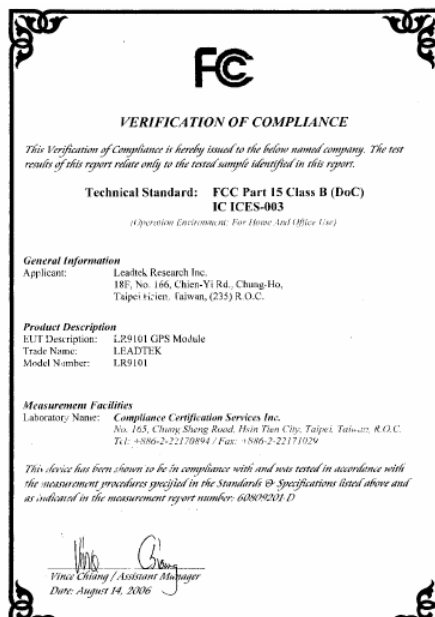 FC
VERIFICATION OF COMPLIANCE
This Verification of Compliance is hereby issued to the below named company. The test
results of this report relate only to the tested sample identified in this report.
Technical Standard: FCC Part 15 Class B (DoC)
IC ICES-003
(Operation Environment: For Home And Office Use)
General Information
Applicant: Leadtek Research Inc.
18F, No. 166, Chien-Yi Rd., Chung-Ho,
Taipei Hsien, Taiwan, (235) R.O.C.
Product Description
EUT Description: LR9101 GPS Module
Trade Name: LEADTEK
Model Number: LR9101
Measurement Facilities
Laboratory Name: Compliance Certification Services Inc.
No. 165, Chung Sheng Road, Hsin Tien City, Taipei, Taiwan, R.O.C.
Tel: +886-2-22170894 / Fax: +886-2-22171029
This device has been shown to be in compliance with and was tested in accordance with
the measurement procedures specified in the Standards & Specifications listed above and
as indicated in the measurement report number: 60809201-D
Vince Chiang
Vince Chiang / Assistant Manager
Date: August 14, 2006